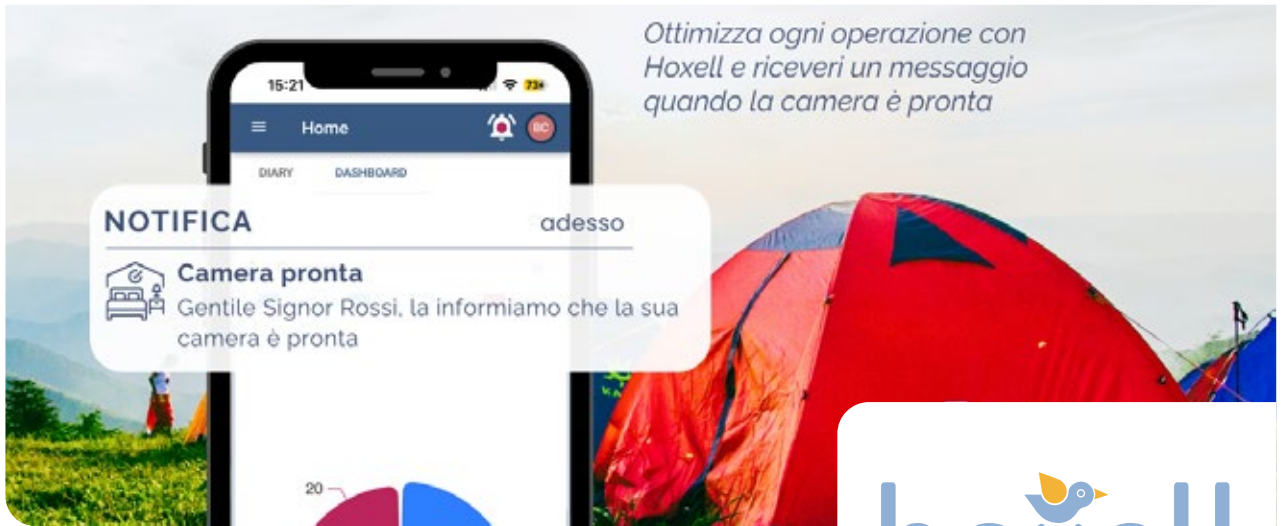 Ottimizza ogni operazione con
Hoxell e riceveri un messaggio
quando la camera è pronta
15:21
73
Home
BC
DIARY
DASHBOARD
NOTIFICA
adesso
Camera pronta
Gentile Signor Rossi, la informiamo che la sua
camera è pronta
20
hoxell